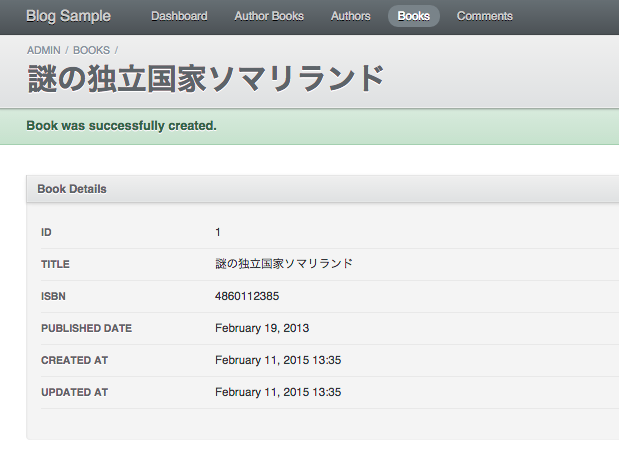 Blog Sample Dashboard Author Books Authors Books Comments
ADMIN / BOOKS /
謎の独立国家ソマリランド
Book was successfully created.
Book Details
ID 1
TITLE 謎の独立国家ソマリランド
ISBN 4860112385
PUBLISHED DATE February 19, 2013
CREATED AT February 11, 2015 13:35
UPDATED AT February 11, 2015 13:35